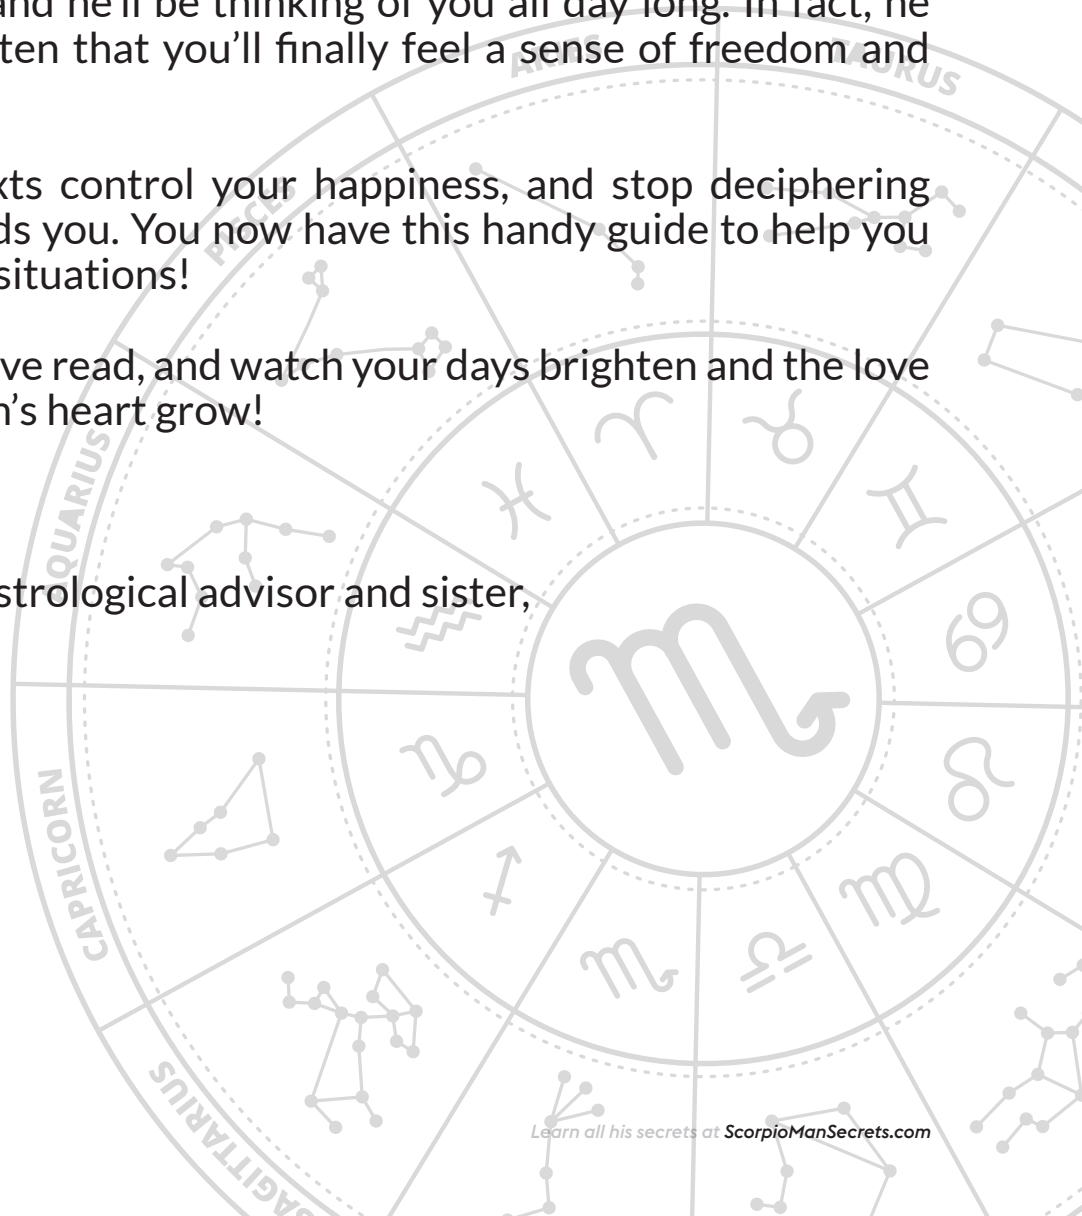 and he'll be thinking of you all day long. In fact, he
ARIES
TAURUS
ten that you’ll finally feel a sense of freedom and
xts control your happiness, and stop deciphering
PISCES
ds you. You now have this handy guide to help you
situations!
ve read, and watch your days brighten and the love
n’s heart grow!
AQUARIUS
strological advisor and sister,
CAPRICORN
SAGITTARIUS
Learn all his secrets at ScorpioManSecrets.com